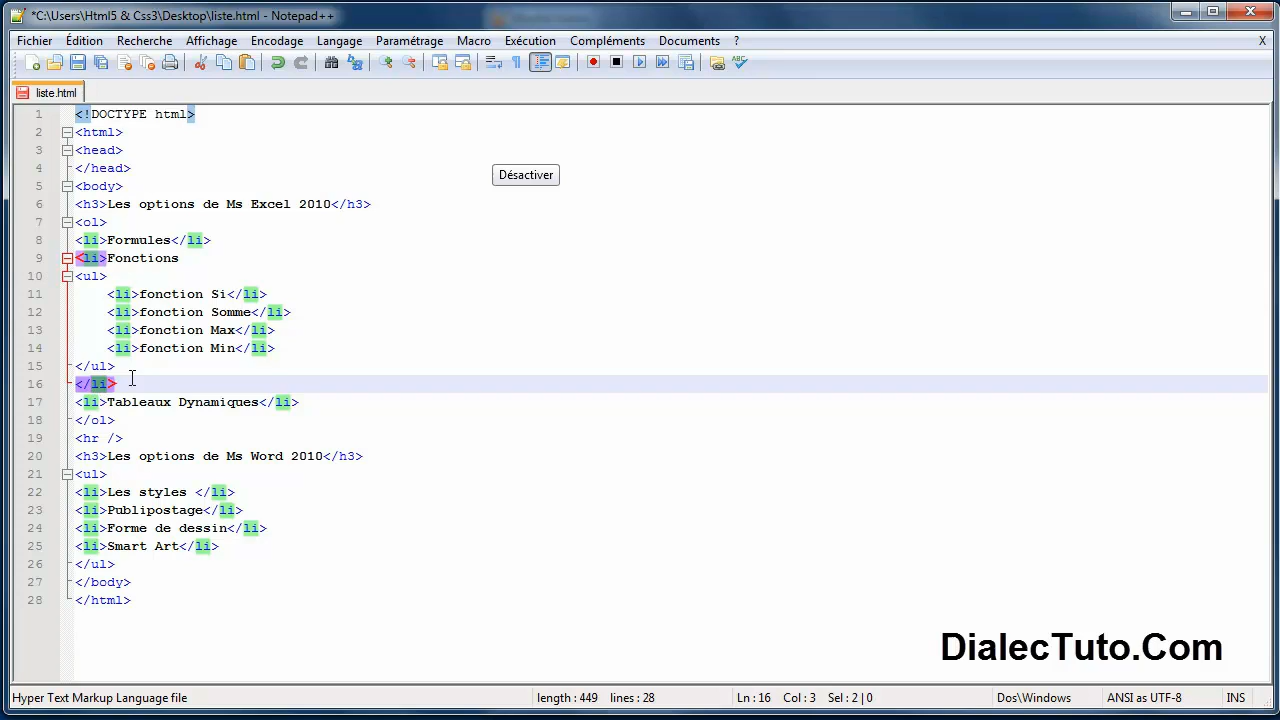 *C:\Users\Html5 & Css3\Desktop\liste.html - Notepad++
Fichier Édition Recherche Affichage Encodage Langage Paramétrage Macro Exécution Compléments Documents ? X
liste.html
1 <!DOCTYPE html>
2 <html>
3 <head>
4 </head>
Désactiver
5 <body>
6 <h3>Les options de Ms Excel 2010</h3>
7 <ol>
8 <li>Formules</li>
9 <li>Fonctions
10 <ul>
11 <li>fonction Si</li>
12 <li>fonction Somme</li>
13 <li>fonction Max</li>
14 <li>fonction Min</li>
15 </ul>
16 </li>
17 <li>Tableaux Dynamiques</li>
18 </ol>
19 <hr />
20 <h3>Les options de Ms Word 2010</h3>
21 <ul>
22 <li>Les styles </li>
23 <li>Publipostage</li>
24 <li>Forme de dessin</li>
25 <li>Smart Art</li>
26 </ul>
27 </body>
28 </html>
DialecTuto.Com
Hyper Text Markup Language file length : 449 lines : 28 Ln : 16 Col : 3 Sel : 2 | 0 Dos\Windows ANSI as UTF-8 INS